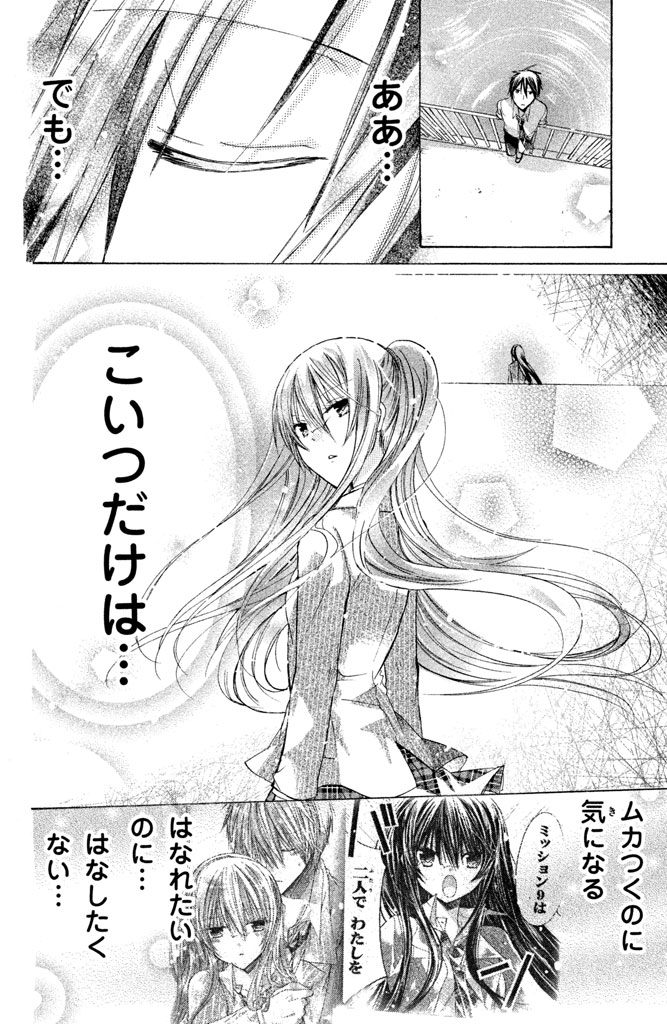 ああ…
でも…
こいつだけは…
ムカつくのに
気になる
き
ミッション9は
二人で わたしを
はなれたい
のに…
はなしたく
ない…